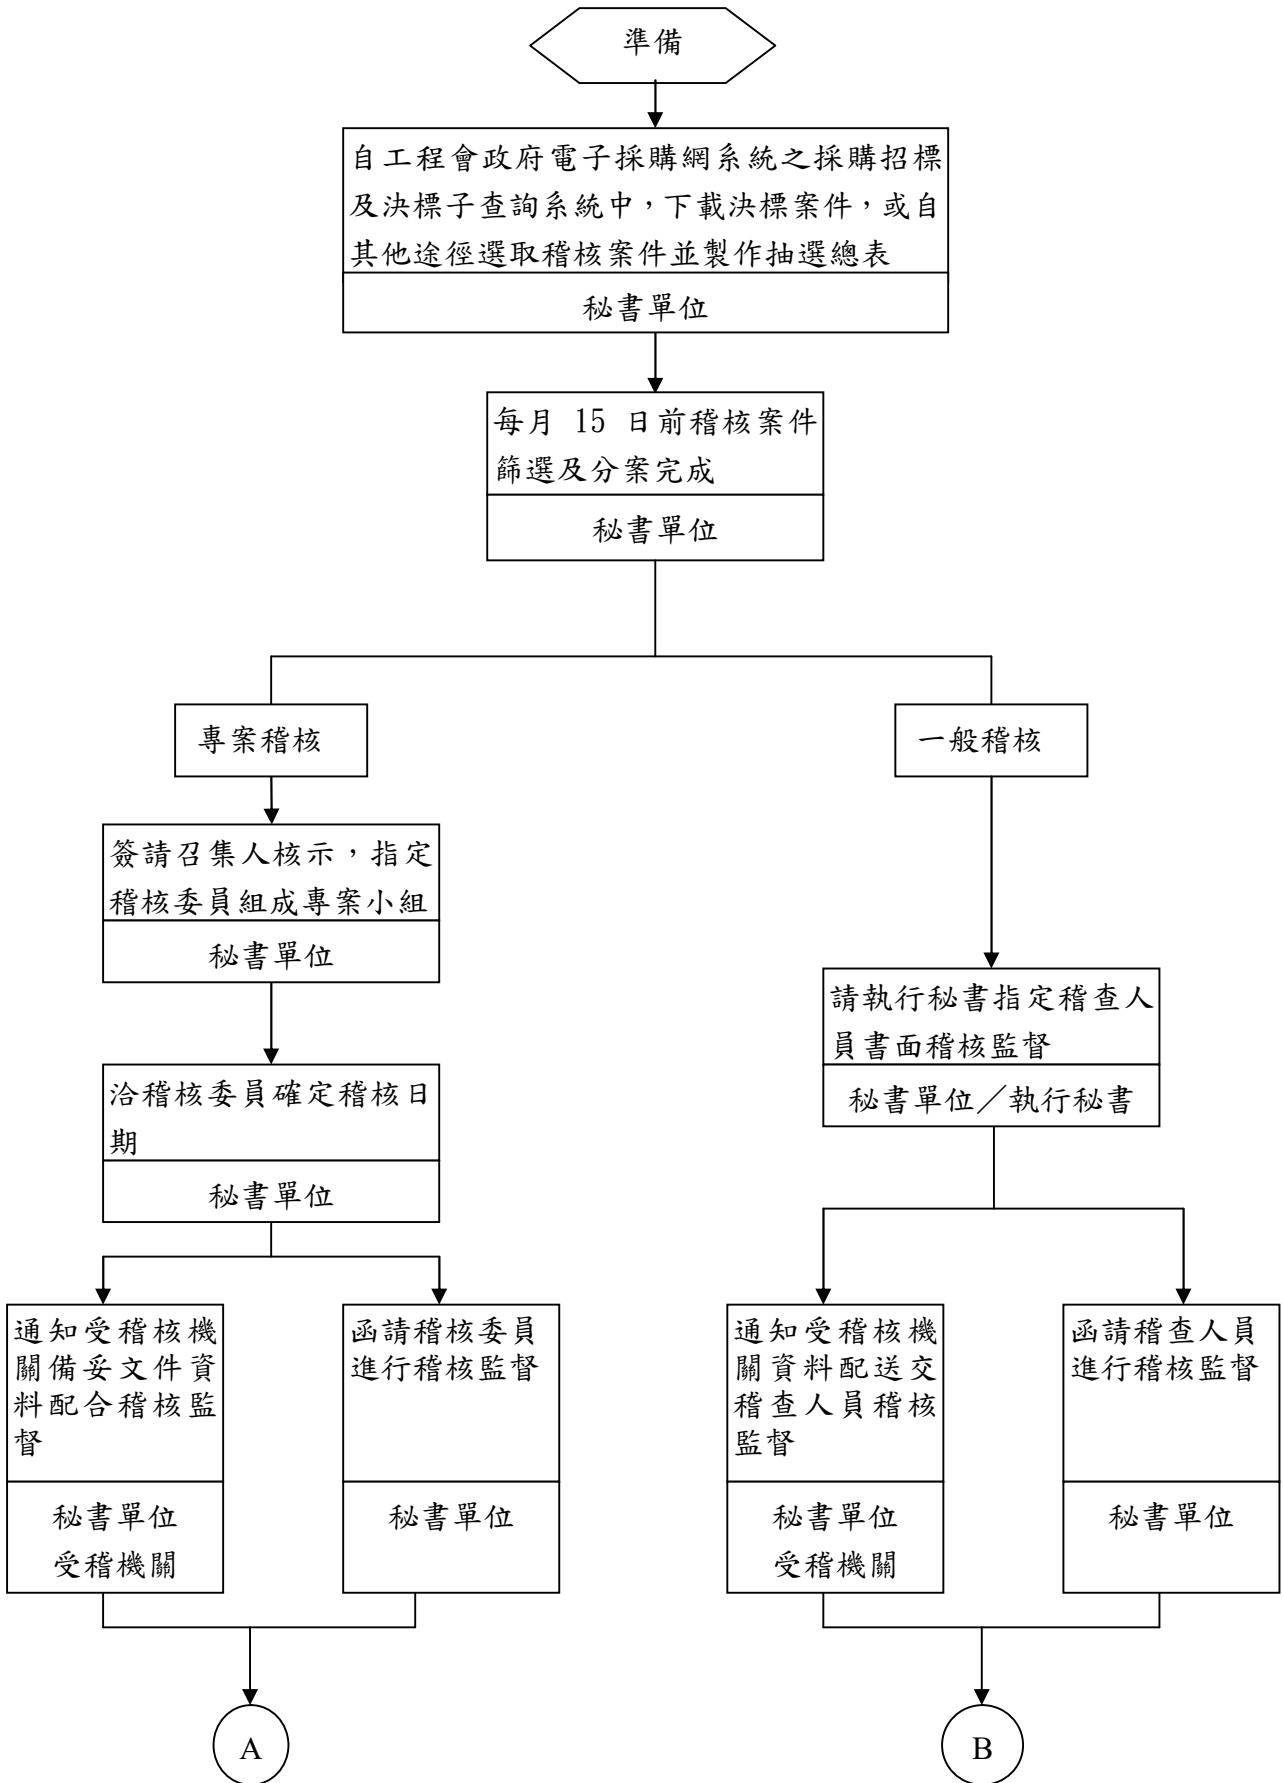 準備
自工程會政府電子採購網系統之採購招標
及決標子查詢系統中，下載決標案件，或自
其他途徑選取稽核案件並製作抽選總表
秘書單位
每月 15 日前稽核案件
篩選及分案完成
秘書單位
專案稽核
簽請召集人核示，指定
稽核委員組成專案小組
秘書單位
洽稽核委員確定稽核日
期
秘書單位
通知受稽核機
關備妥文件資
料配合稽核監
督
秘書單位
受稽機關
函請稽核委員
進行稽核監督
秘書單位
A
一般稽核
請執行秘書指定稽查人
員書面稽核監督
秘書單位／執行秘書
通知受稽核機
關資料配送交
稽查人員稽核
監督
秘書單位
受稽機關
函請稽查人員
進行稽核監督
秘書單位
B